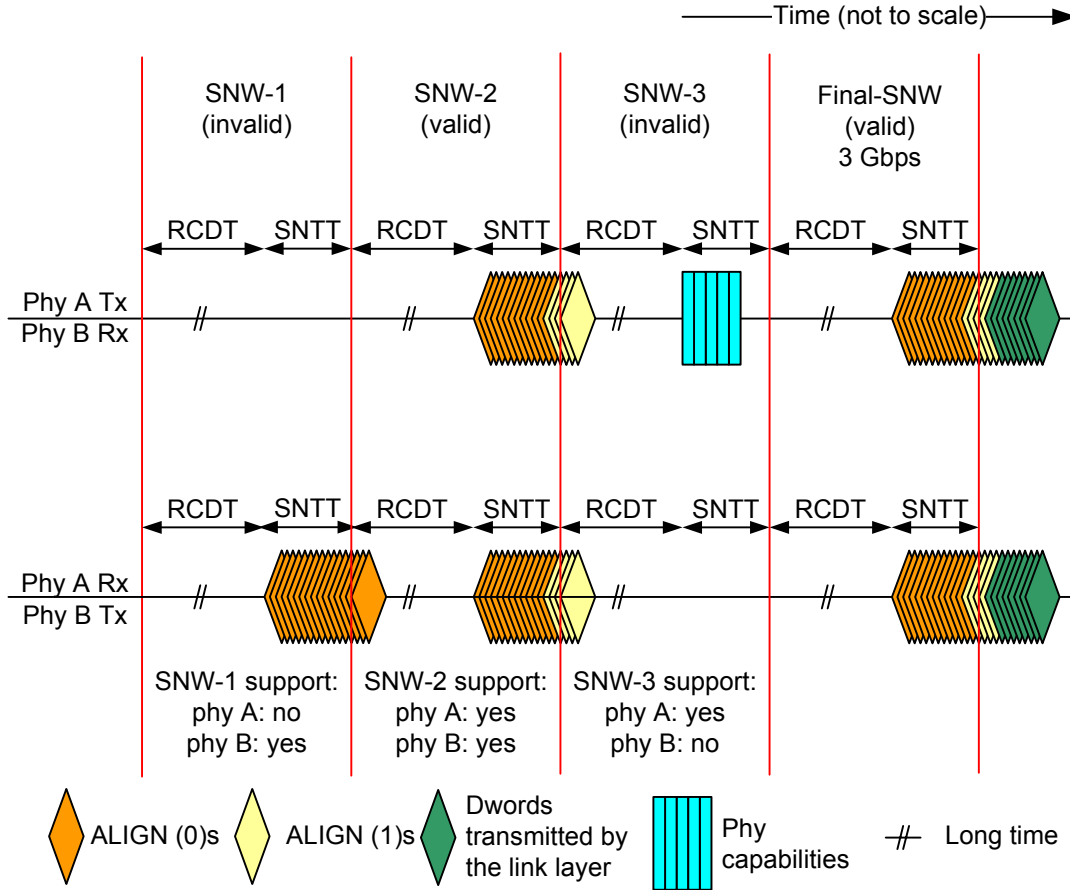 Time (not to scale)
SNW-1
(invalid)
SNW-2
(valid)
SNW-3
(invalid)
Final-SNW
(valid)
3 Gbps
RCDT SNTT RCDT SNTT RCDT SNTT RCDT SNTT
Phy A Tx
Phy B Rx
RCDT SNTT RCDT SNTT RCDT SNTT RCDT SNTT
Phy A Rx
Phy B Tx
SNW-1 support:
phy A: no
phy B: yes
SNW-2 support:
phy A: yes
phy B: yes
SNW-3 support:
phy A: yes
phy B: no
ALIGN (0)s
ALIGN (1)s
Dwords
transmitted by
the link layer
Phy
capabilities
Long time